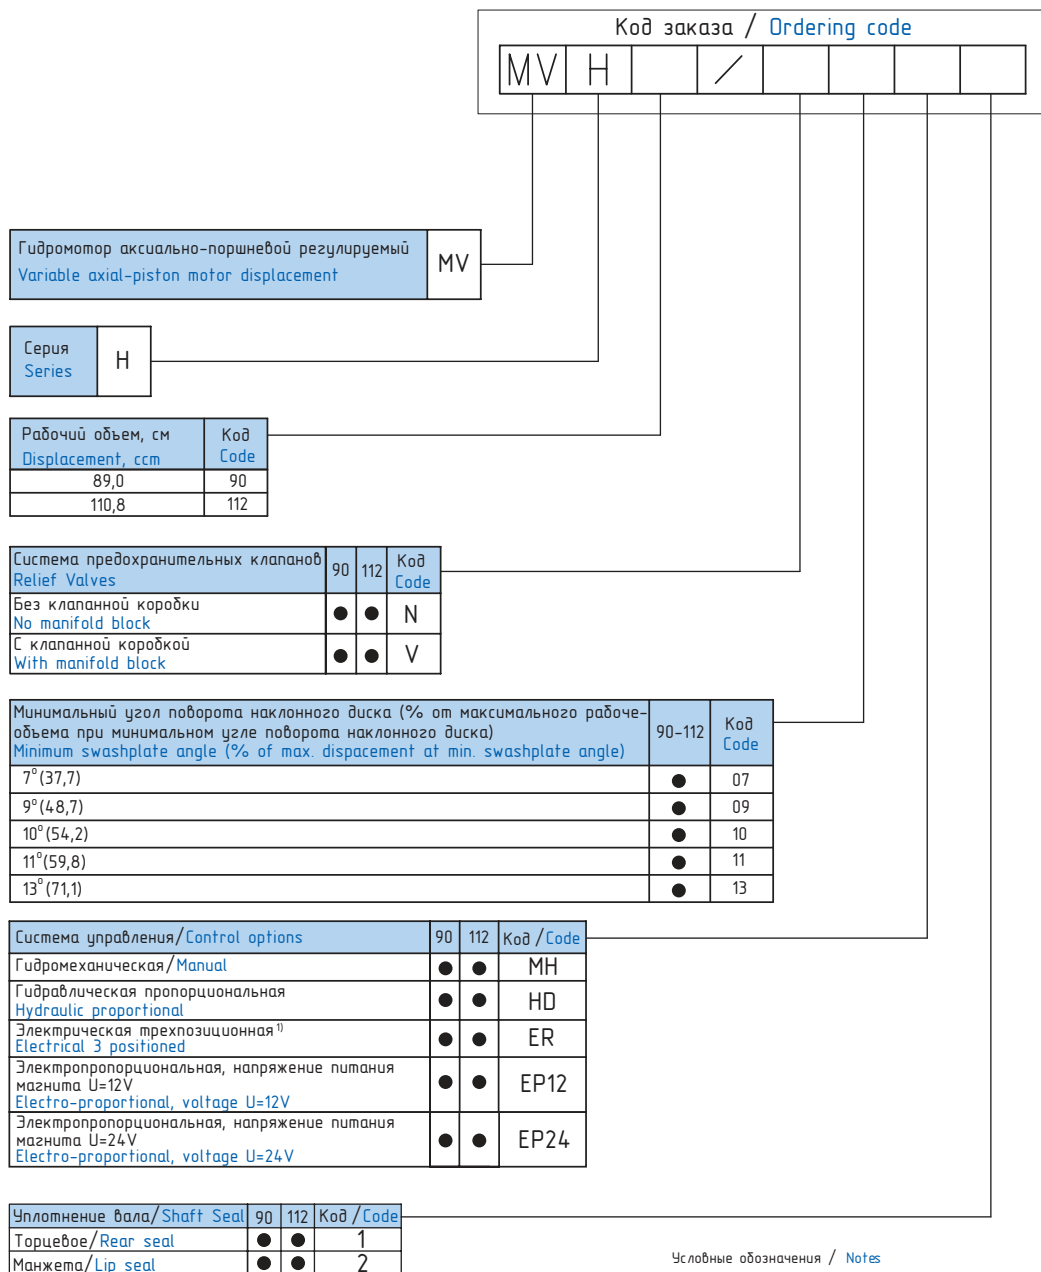 Код заказа / Ordering code
MV H /
Гидромотор аксиально-поршневой регулируемый
Variable axial-piston motor displacement
MV
Серия
Series
H
Рабочий объем, см Код
Displacement, ccm Code
89,0 90
110,8 112
Система предохранительных клапанов 90 112 Код
Relief Valves Code
Без клапанной коробки
No manifold block
● ● N
С клапанной коробкой
With manifold block
● ● V
Минимальный угол поворота наклонного диска (% от максимального рабоче-
объема при минимальном угле поворота наклонного диска)
Minimum swashplate angle (% of max. dispacement at min. swashplate angle)
90-112 Код
Code
7°(37,7) ● 07
9°(48,7) ● 09
10°(54,2) ● 10
11°(59,8) ● 11
13°(71,1) ● 13
Система управления/Control options 90 112 Код /Code
Гидромеханическая/Manual ● ● MH
Гидравлическая пропорциональная
Hydraulic proportional
● ● HD
Электрическая трехпозиционная 1)
Electrical 3 positioned
● ● ER
Электропропорциональная, напряжение питания
магнита U=12V
Electro-proportional, voltage U=12V
● ● EP12
Электропропорциональная, напряжение питания
магнита U=24V
Electro-proportional, voltage U=24V
● ● EP24
Уплотнение вала/Shaft Seal 90 112 Код /Code
Торцевое/Rear seal ● ● 1
Манжета/Lip seal ● ● 2
Условные обозначения / Notes